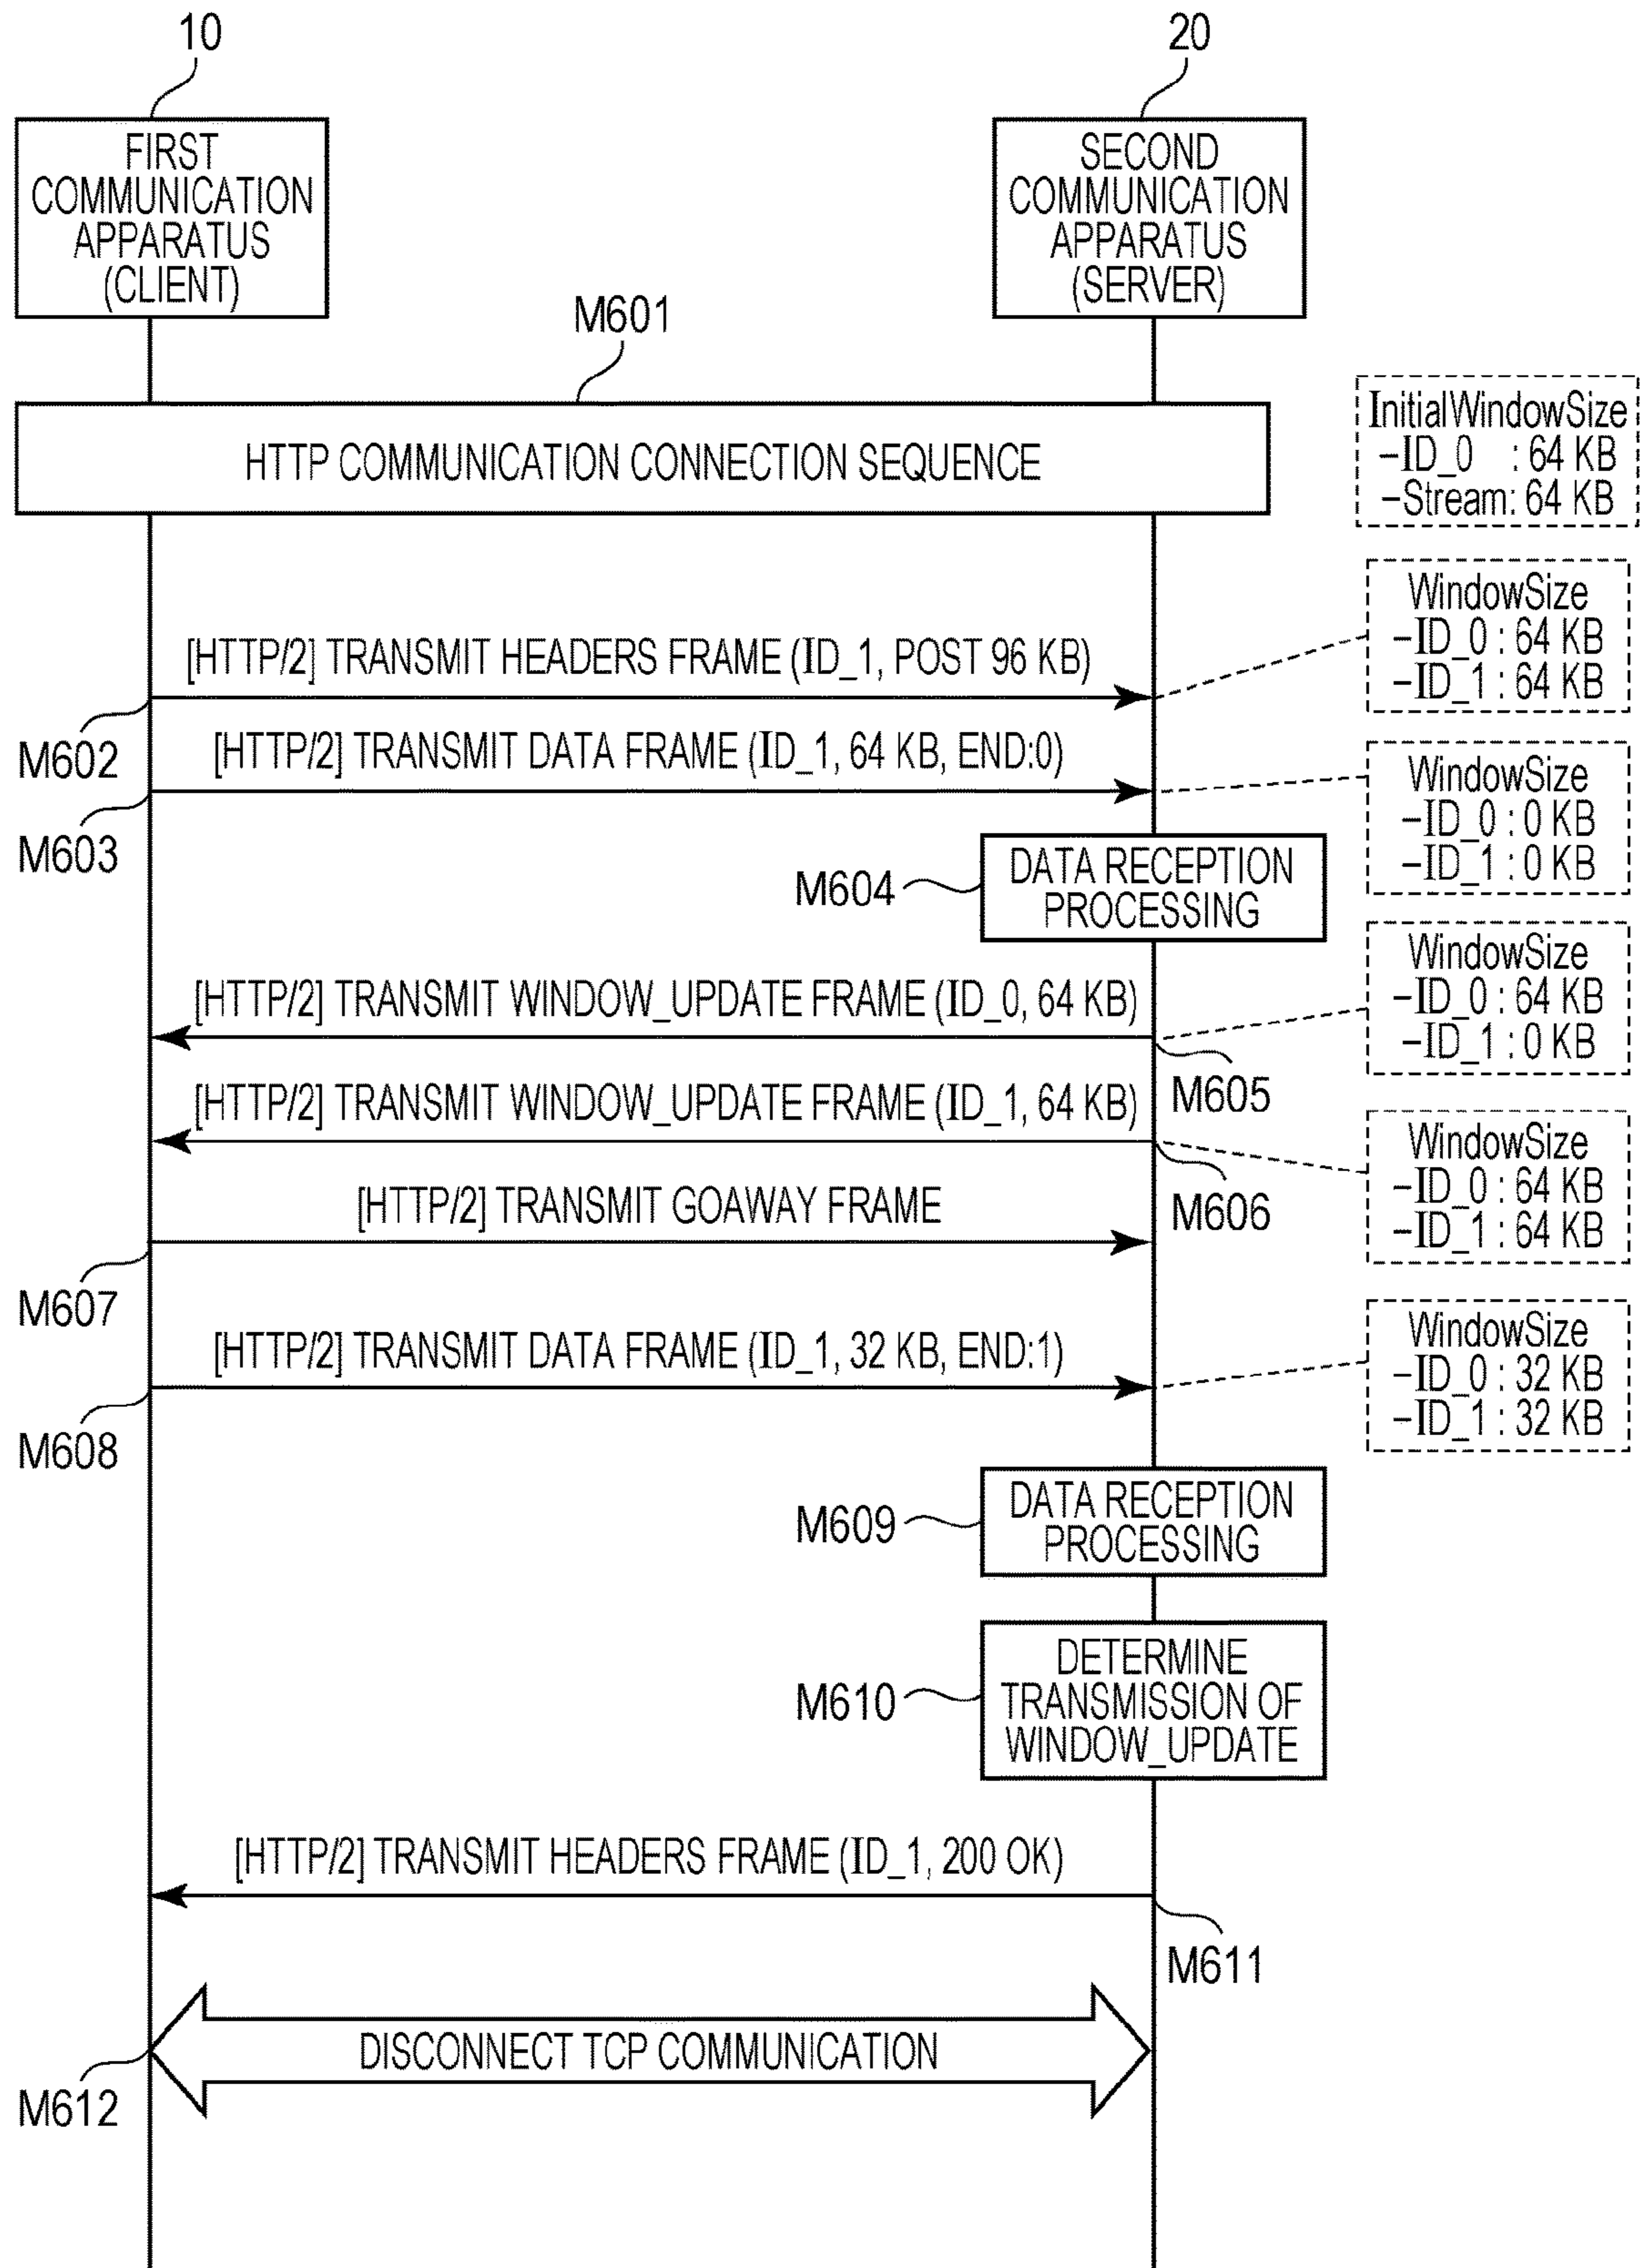 10
20
FIRST
COMMUNICATION
APPARATUS
(CLIENT)
SECOND
COMMUNICATION
APPARATUS
(SERVER)
M601
HTTP COMMUNICATION CONNECTION SEQUENCE
InitialWindowSize
-ID_0 : 64 KB
-Stream: 64 KB
[HTTP/2] TRANSMIT HEADERS FRAME (ID_1, POST 96 KB)
M602
WindowSize
-ID_0 : 64 KB
-ID_1 : 64 KB
[HTTP/2] TRANSMIT DATA FRAME (ID_1, 64 KB, END:0)
M603
WindowSize
-ID_0 : 0 KB
-ID_1 : 0 KB
M604
DATA RECEPTION
PROCESSING
[HTTP/2] TRANSMIT WINDOW_UPDATE FRAME (ID_0, 64 KB)
M605
WindowSize
-ID_0 : 64 KB
-ID_1 : 0 KB
[HTTP/2] TRANSMIT WINDOW_UPDATE FRAME (ID_1, 64 KB)
M606
WindowSize
-ID_0 : 64 KB
-ID_1 : 64 KB
[HTTP/2] TRANSMIT GOAWAY FRAME
M607
[HTTP/2] TRANSMIT DATA FRAME (ID_1, 32 KB, END:1)
M608
WindowSize
-ID_0 : 32 KB
-ID_1 : 32 KB
M609
DATA RECEPTION
PROCESSING
M610
DETERMINE
TRANSMISSION OF
WINDOW_UPDATE
[HTTP/2] TRANSMIT HEADERS FRAME (ID_1, 200 OK)
M611
DISCONNECT TCP COMMUNICATION
M612